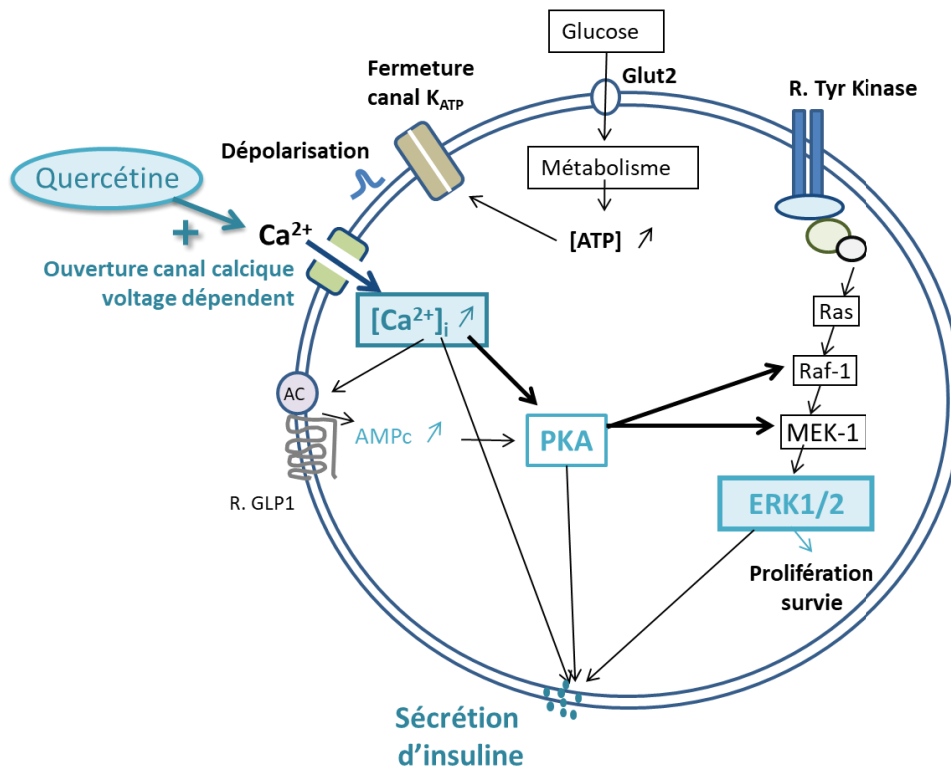 Glucose
Glut2
Fermeture
canal KATP
R. Tyr Kinase
Dépolarisation
Métabolisme
Quercétine
+
Ca2+
[ATP]
Ouverture canal calcique
voltage dépendent
[Ca2+]i
Ras
Raf-1
AC
AMPc
PKA
MEK-1
R. GLP1
ERK1/2
Prolifération
survie
Sécrétion
d'insuline